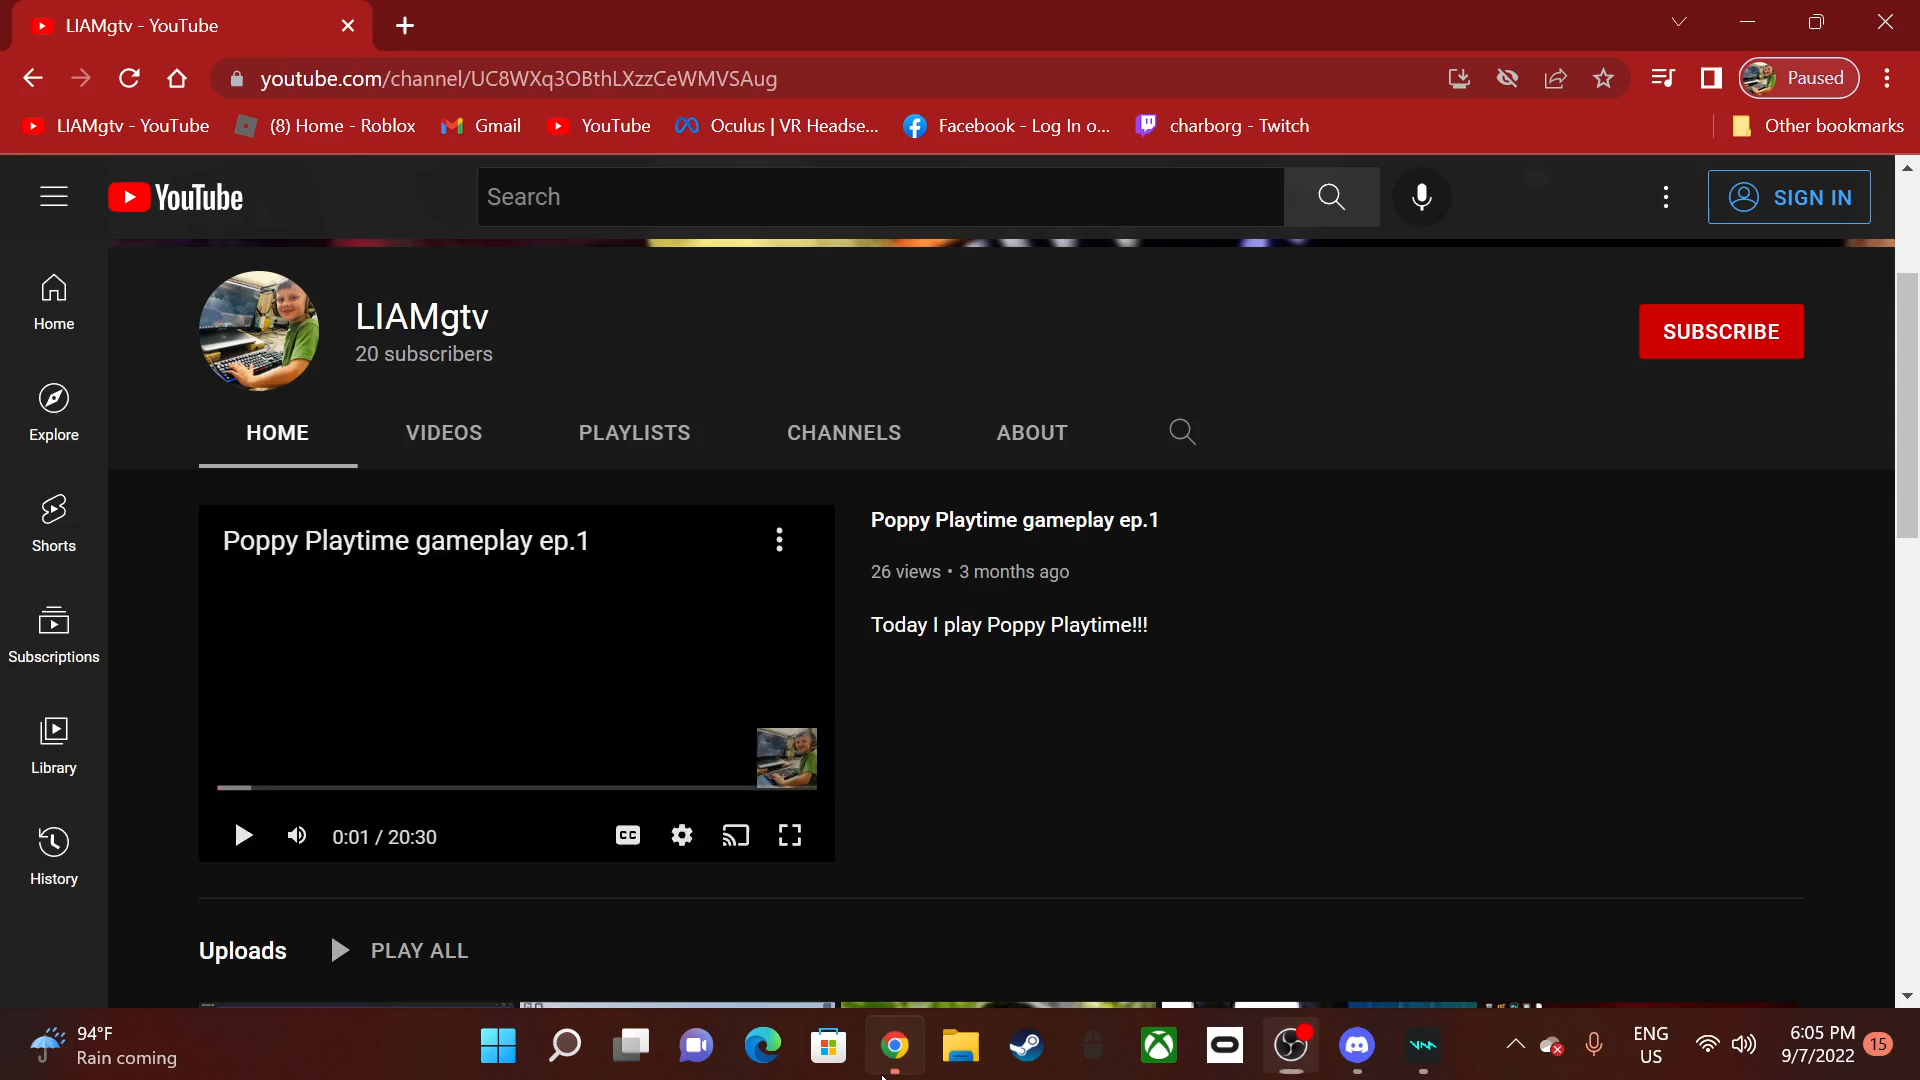 LIAMgtv - YouTube
youtube.com/channel/UC8WXq3OBthLXzzCeWMVSAug
Paused
LIAMgtv - YouTube (8) Home - Roblox Gmail YouTube Oculus | VR Headse... Facebook - Log In o... charborg - Twitch Other bookmarks
YouTube
Search
SIGN IN
Home
Explore
Shorts
Subscriptions
Library
History
LIAMgtv
20 subscribers
SUBSCRIBE
HOME VIDEOS PLAYLISTS CHANNELS ABOUT
Poppy Playtime gameplay ep.1
CC
0:01 / 20:30
Poppy Playtime gameplay ep.1
26 views • 3 months ago
Today I play Poppy Playtime!!!
Uploads PLAY ALL
94°F
Rain coming
ENG
US
6:05 PM
9/7/2022
15